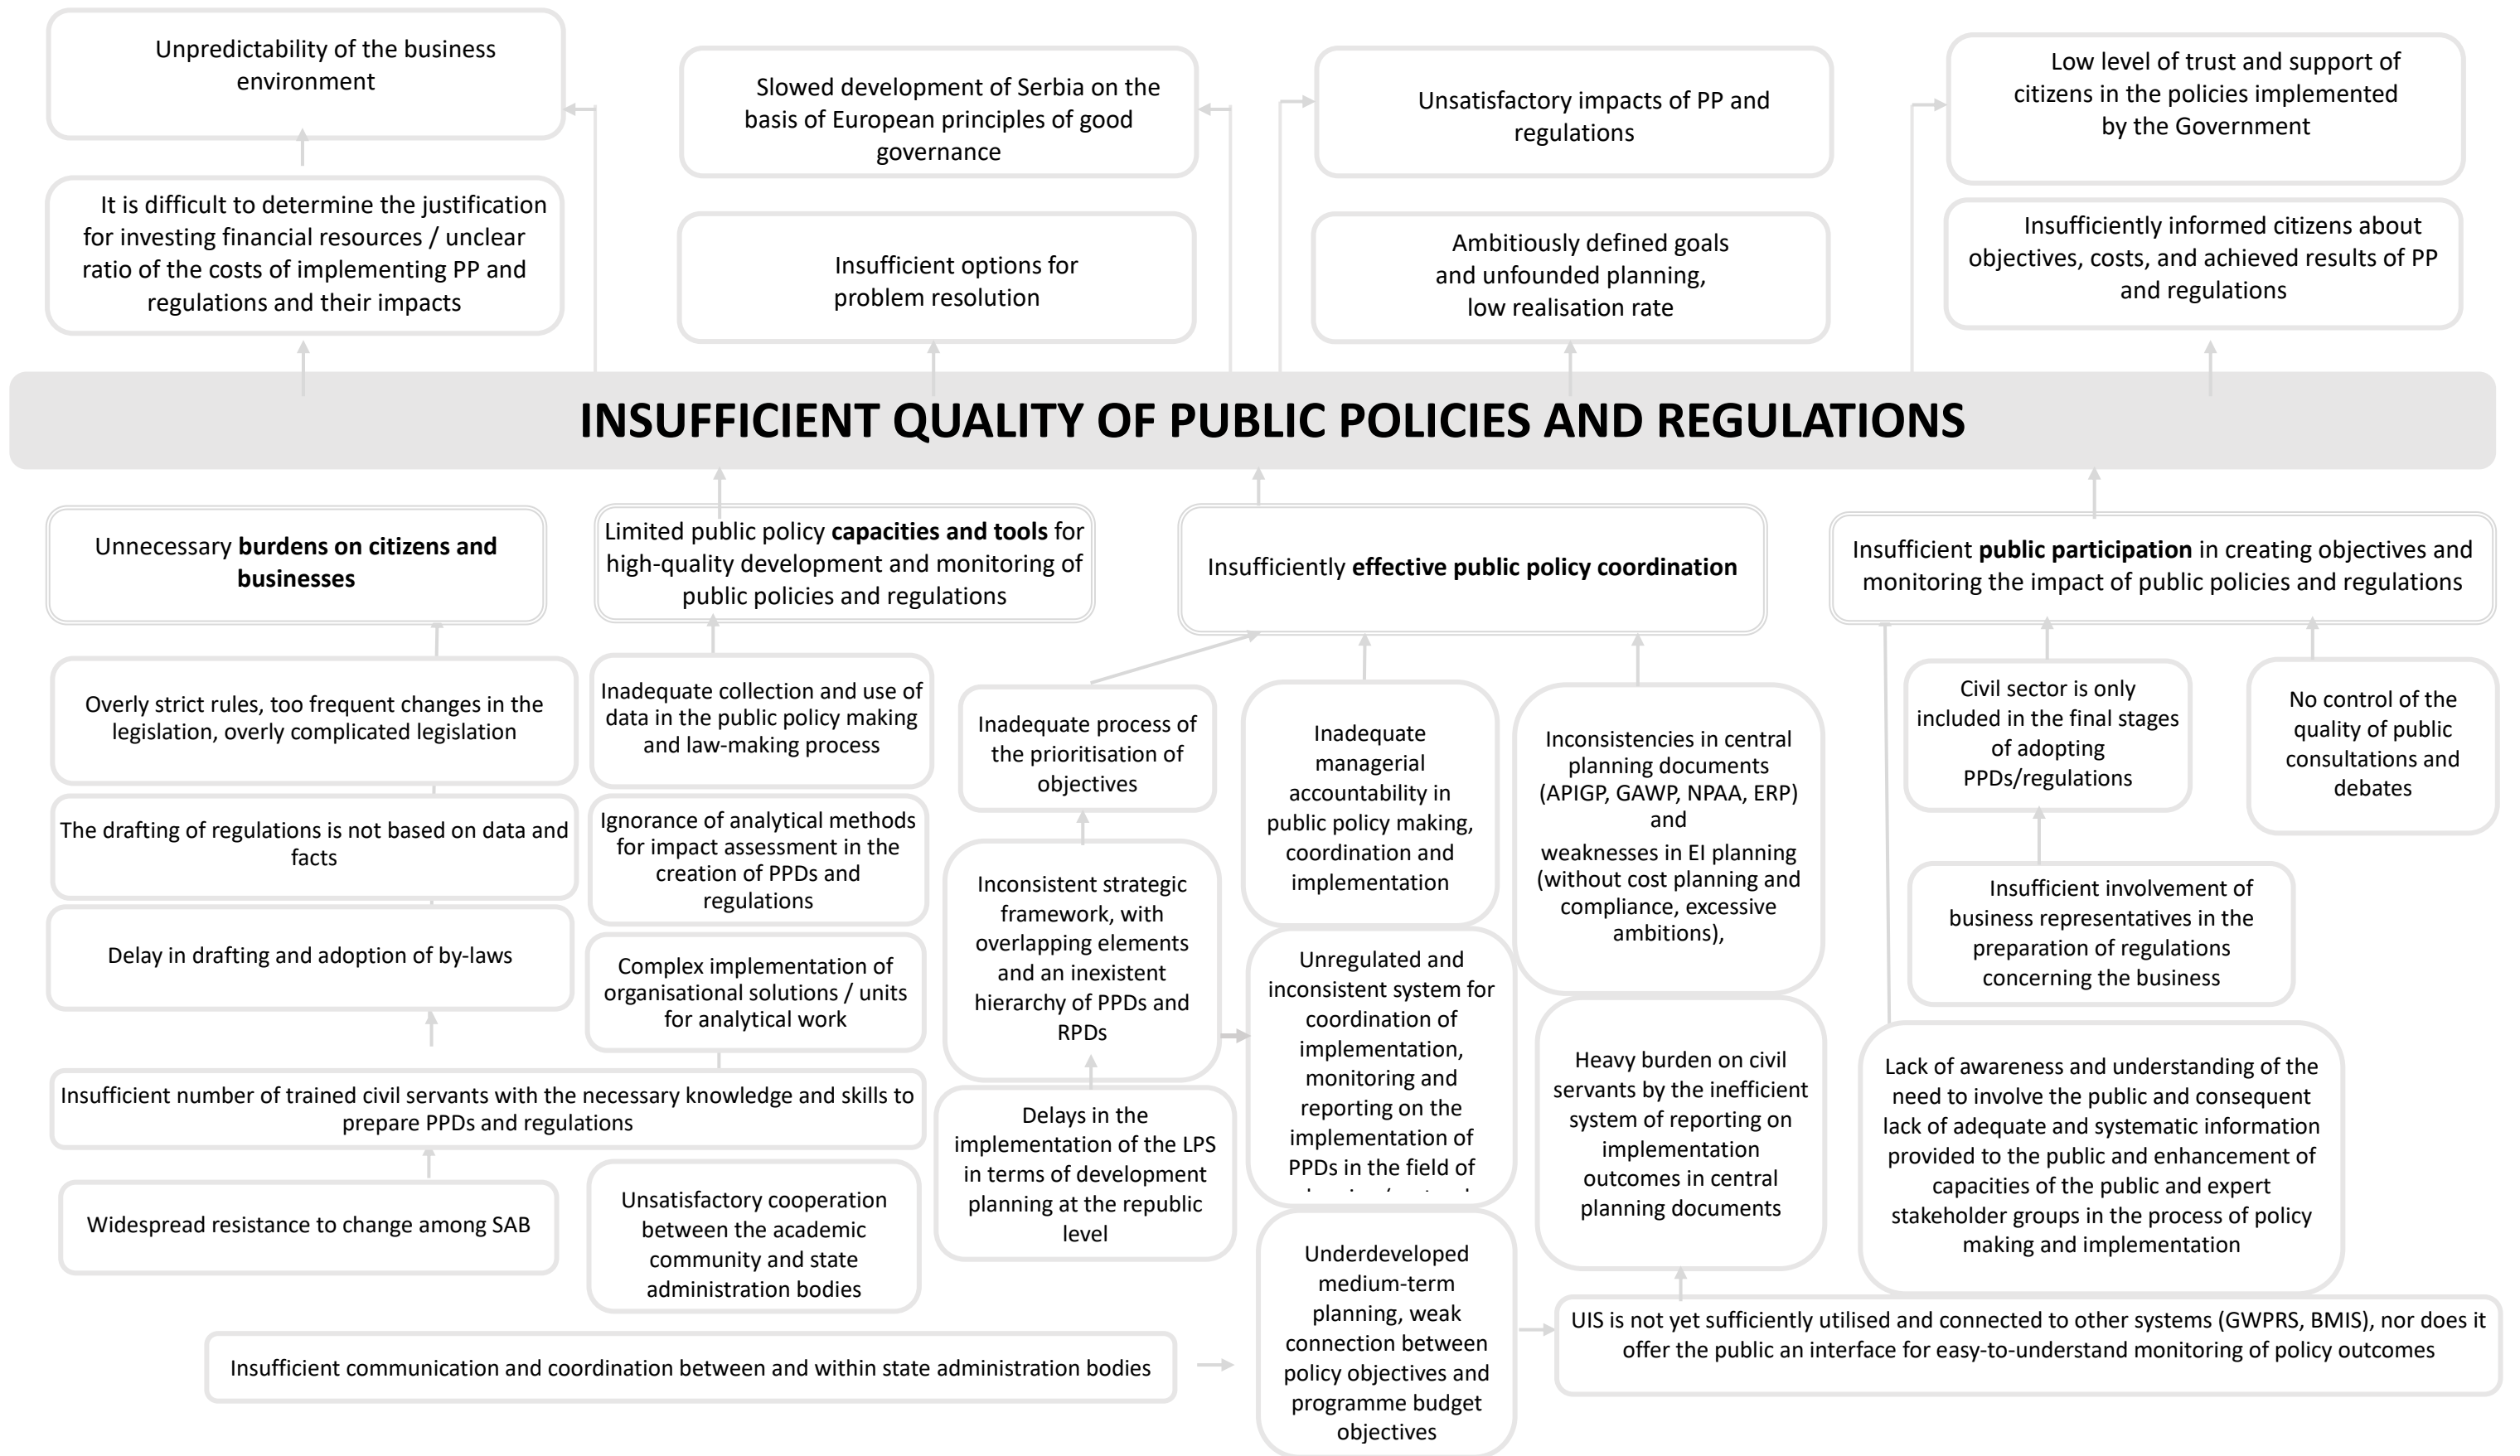 Unpredictability of the business
environment
Slowed development of Serbia on the
basis of European principles of good
governance
Unsatisfactory impacts of PP and
regulations
Low level of trust and support of
citizens in the policies implemented
by the Government
It is difficult to determine the justification
for investing financial resources / unclear
ratio of the costs of implementing PP and
regulations and their impacts
Insufficient options for
problem resolution
Ambitiously defined goals
and unfounded planning,
low realisation rate
Insufficiently informed citizens about
objectives, costs, and achieved results of PP
and regulations
INSUFFICIENT QUALITY OF PUBLIC POLICIES AND REGULATIONS
Unnecessary burdens on citizens and
businesses
Limited public policy capacities and tools for
high-quality development and monitoring of
public policies and regulations
Insufficiently effective public policy coordination
Insufficient public participation in creating objectives and
monitoring the impact of public policies and regulations
Overly strict rules, too frequent changes in the
legislation, overly complicated legislation
The drafting of regulations is not based on data and
facts
Delay in drafting and adoption of by-laws
Inadequate collection and use of
data in the public policy making
and law-making process
Ignorance of analytical methods
for impact assessment in the
creation of PPDs and
regulations
Complex implementation of
organisational solutions / units
for analytical work
Insufficient number of trained civil servants with the necessary knowledge and skills to
prepare PPDs and regulations
Widespread resistance to change among SAB
Unsatisfactory cooperation
between the academic
community and state
administration bodies
Inadequate process of
the prioritisation of
objectives
Inconsistent strategic
framework, with
overlapping elements
and an inexistent
hierarchy of PPDs and
RPDs
Delays in the
implementation of the LPS
in terms of development
planning at the republic
level
Inadequate
managerial
accountability in
public policy making,
coordination and
implementation
Unregulated and
inconsistent system for
coordination of
implementation,
monitoring and
reporting on the
implementation of
PPDs in the field of
Underdeveloped
medium-term
planning, weak
connection between
policy objectives and
programme budget
objectives
Inconsistencies in central
planning documents
(APIGP, GAWP, NPAA, ERP)
and
weaknesses in EI planning
(without cost planning and
compliance, excessive
ambitions),
Heavy burden on civil
servants by the inefficient
system of reporting on
implementation
outcomes in central
planning documents
Civil sector is only
included in the final stages
of adopting
PPDs/regulations
No control of the
quality of public
consultations and
debates
Insufficient involvement of
business representatives in the
preparation of regulations
concerning the business
Lack of awareness and understanding of the
need to involve the public and consequent
lack of adequate and systematic information
provided to the public and enhancement of
capacities of the public and expert
stakeholder groups in the process of policy
making and implementation
Insufficient communication and coordination between and within state administration bodies
UIS is not yet sufficiently utilised and connected to other systems (GWPRS, BMIS), nor does it
offer the public an interface for easy-to-understand monitoring of policy outcomes